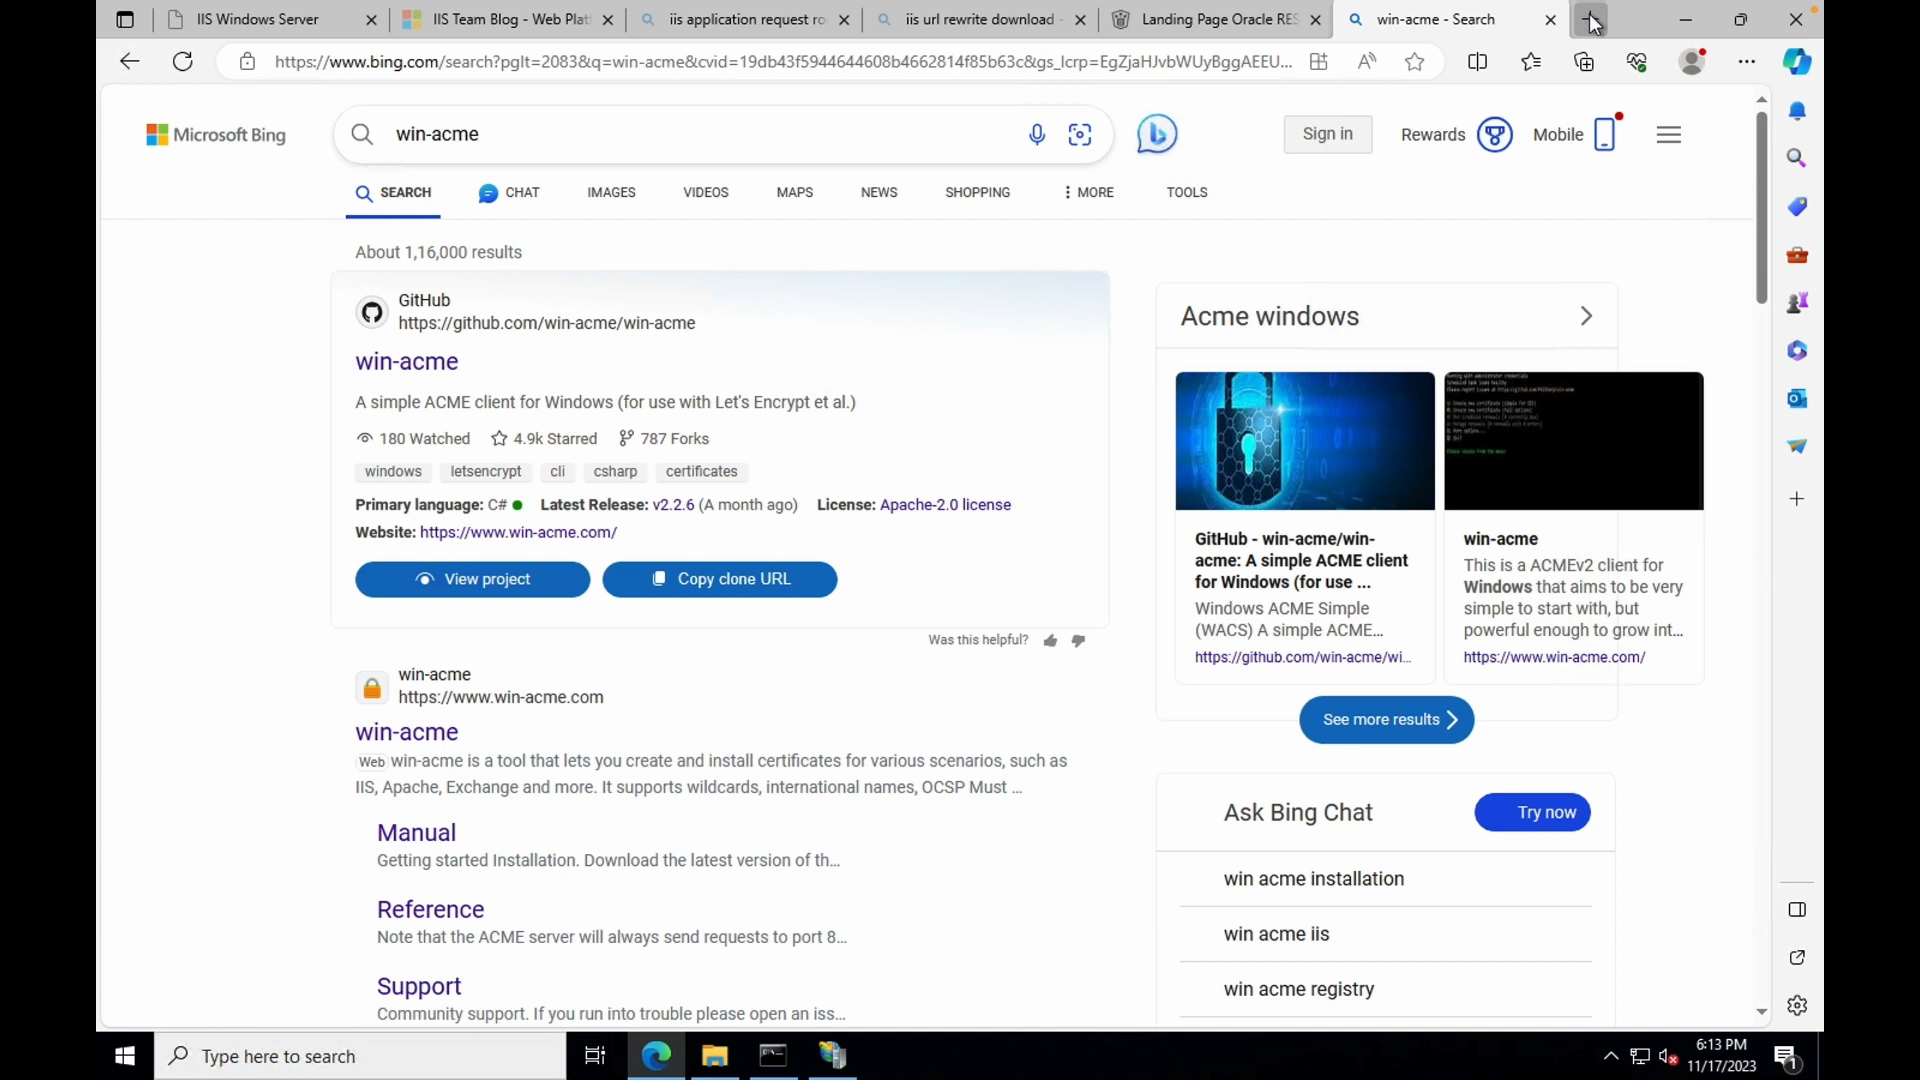 IIS Windows Server
IIS Team Blog - Web Plat
iis application request ro
iis url rewrite download -
Landing Page Oracle RES
win-acme - Search
https://www.bing.com/search?pglt=2083&q=win-acme&cvid=19db43f5944644608b4662814f85b63c&gs_lcrp=EgZjaHJvbWUyBggAEEU...
Microsoft Bing
win-acme
Sign in
Rewards
Mobile
SEARCH
CHAT
IMAGES
VIDEOS
MAPS
NEWS
SHOPPING
MORE
TOOLS
About 1,16,000 results
GitHub
https://github.com/win-acme/win-acme
win-acme
A simple ACME client for Windows (for use with Let's Encrypt et al.)
180 Watched 4.9k Starred 787 Forks
windows letsencrypt cli csharp certificates
Primary language: C# Latest Release: v2.2.6 (A month ago) License: Apache-2.0 license
Website: https://www.win-acme.com/
View project
Copy clone URL
Was this helpful?
win-acme
https://www.win-acme.com
win-acme
Web win-acme is a tool that lets you create and install certificates for various scenarios, such as
IIS, Apache, Exchange and more. It supports wildcards, international names, OCSP Must ...
Manual
Getting started Installation. Download the latest version of th...
Reference
Note that the ACME server will always send requests to port 8...
Support
Community support. If you run into trouble please open an iss...
Acme windows
GitHub - win-acme/win-
acme: A simple ACME client
for Windows (for use ...
Windows ACME Simple
(WACS) A simple ACME...
https://github.com/win-acme/wi...
win-acme
This is a ACMEv2 client for
Windows that aims to be very
simple to start with, but
powerful enough to grow int...
https://www.win-acme.com/
See more results
Ask Bing Chat
Try now
win acme installation
win acme iis
win acme registry
Type here to search
6:13 PM
11/17/2023
1